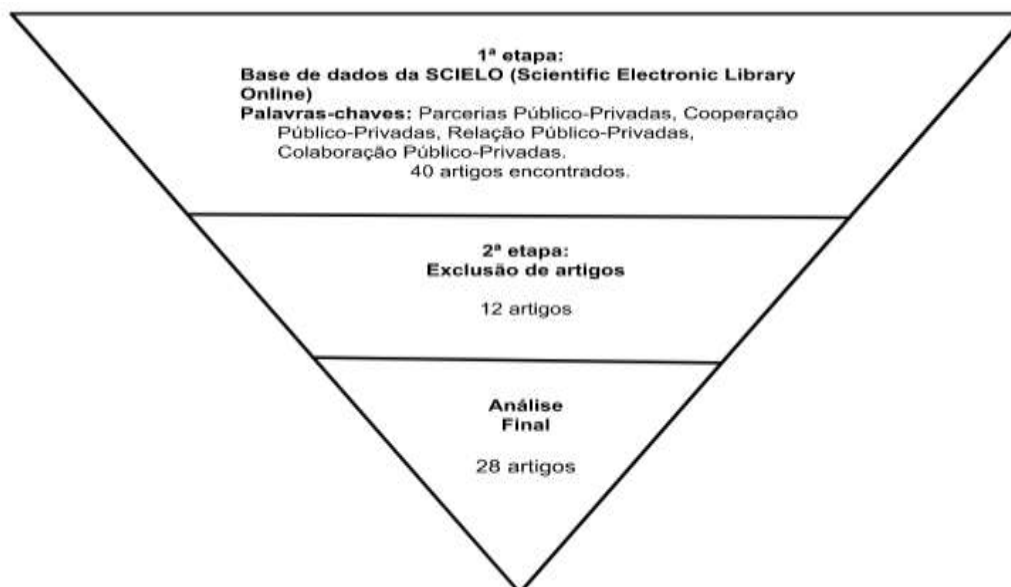 1ª etapa:
Base de dados da SCIELO (Scientific Electronic Library
Online)
Palavras-chaves: Parcerias Público-Privadas, Cooperação
Público-Privadas, Relação Público-Privadas,
Colaboração Público-Privadas.
40 artigos encontrados.
2ª etapa:
Exclusão de artigos
12 artigos
Análise
Final
28 artigos